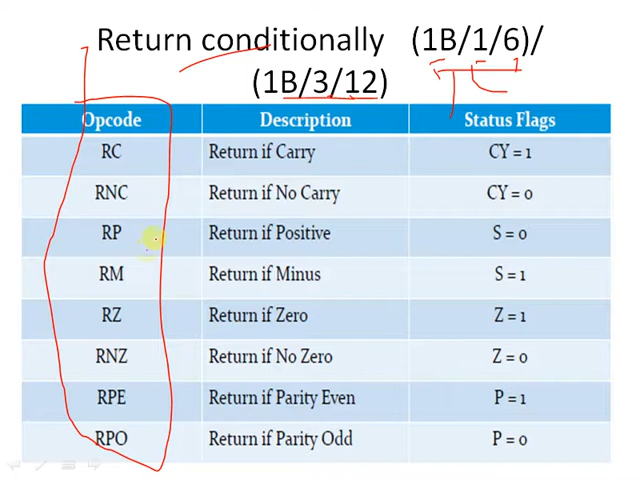 Return conditionally (1B/1/6)/
(1B/3/12)
Opcode Description Status Flags
RC Return if Carry CY = 1
RNC Return if No Carry CY = 0
RP Return if Positive S = 0
RM Return if Minus S = 1
RZ Return if Zero Z = 1
RNZ Return if No Zero Z = 0
RPE Return if Parity Even P = 1
RPO Return if Parity Odd P = 0